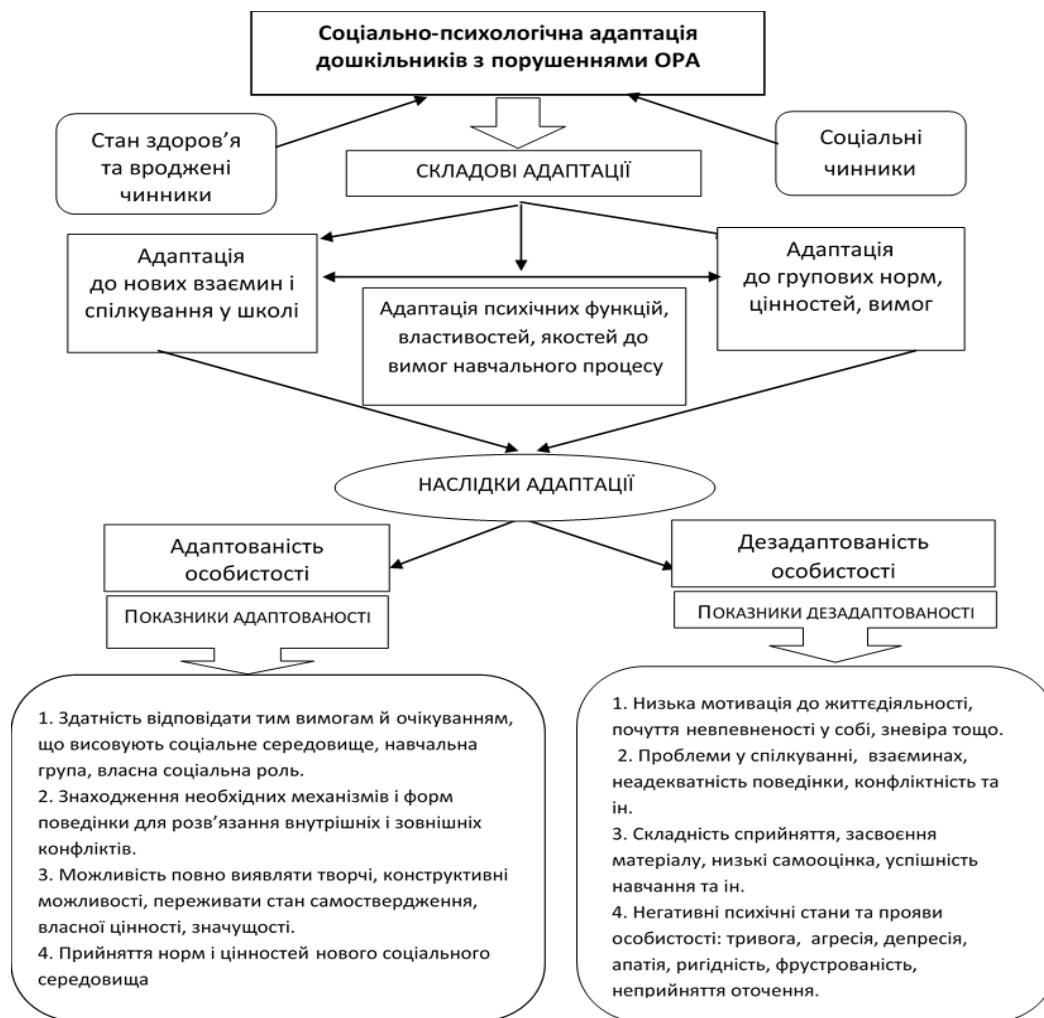 Соціально-психологічна адаптація
дошкільників з порушеннями ОРА
Стан здоров’я
та вроджені
чинники
Соціальні
чинники
СКЛАДОВІ АДАПТАЦІЇ
Адаптація
до нових взаємин і
спілкування у школі
Адаптація психічних функцій,
властивостей, якостей до
вимог навчального процесу
Адаптація
до групових норм,
цінностей, вимог
НАСЛІДКИ АДАПТАЦІЇ
Адаптованість
особистості
Дезадаптованість
особистості
ПОКАЗНИКИ АДАПТОВАНОСТІ
ПОКАЗНИКИ ДЕЗАДАПТОВАНОСТІ
1. Здатність відповідати тим вимогам й очікуванням,
що висовують соціальне середовище, навчальна
група, власна соціальна роль.
2. Знаходження необхідних механізмів і форм
поведінки для розв’язання внутрішніх і зовнішніх
конфліктів.
3. Можливість повно виявляти творчі, конструктивні
можливості, переживати стан самоствердження,
власної цінності, значущості.
4. Прийняття норм і цінностей нового соціального
середовища
1. Низька мотивація до життєдіяльності,
почуття невпевненості у собі, зневіра тощо.
2. Проблеми у спілкуванні, взаєминах,
неадекватність поведінки, конфліктність та
ін.
3. Складність сприйняття, засвоєння
матеріалу, низькі самооцінка, успішність
навчання та ін.
4. Негативні психічні стани та прояви
особистості: тривога, агресія, депресія,
апатія, ригідність, фрустрованість,
неприйняття оточення.